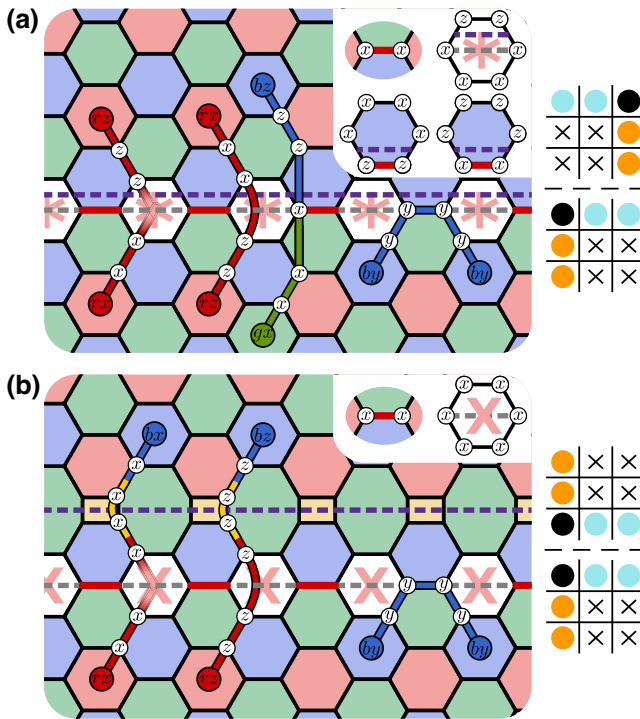 (a)
x x
z z
x * x
x x
x x
x x
z z
z z
z z
x x
bz
rz rx z
z x z
z x
* * * x * *
x z y y
x z x y y
rx rz x by by
gx
× ×
× ×
× ×
× ×
(b)
x x
x x
x X x
x x
bx bz
x z
x z
x z
x z
X X X X X
x z y y
x z y y
rx rz by by
× ×
× ×
× ×
× ×